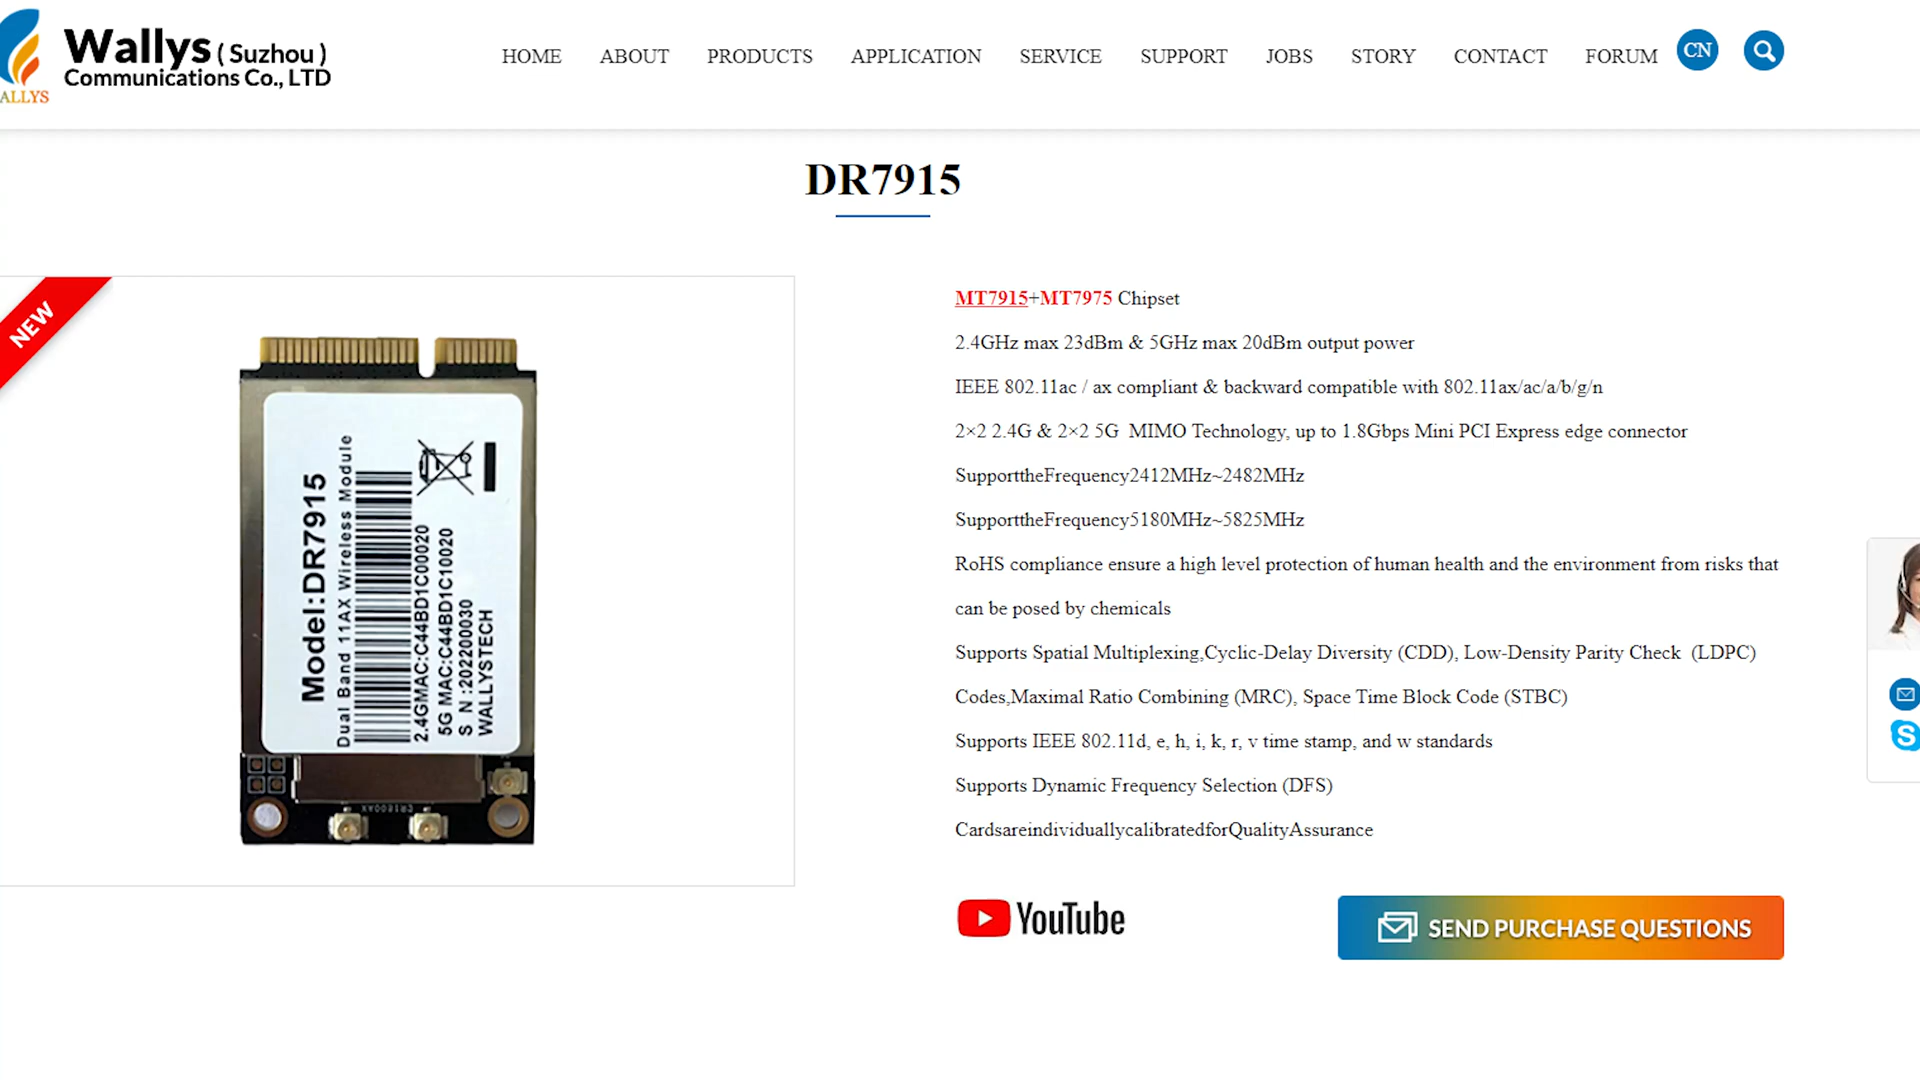 Wallys ( Suzhou )
Communications Co., LTD
ALLYS
HOME ABOUT PRODUCTS APPLICATION SERVICE SUPPORT JOBS STORY CONTACT FORUM CN
DR7915
NEW
Model:DR7915
Dual Band 11AX Wireless Module
2.4GMAC:C44BD1C00020
5G MAC:C44BD1C10020
S N :202200030
WALLYSTECH
MT7915+MT7975 Chipset
2.4GHz max 23dBm & 5GHz max 20dBm output power
IEEE 802.11ac / ax compliant & backward compatible with 802.11ax/ac/a/b/g/n
2×2 2.4G & 2×2 5G MIMO Technology, up to 1.8Gbps Mini PCI Express edge connector
SupporttheFrequency2412MHz~2482MHz
SupporttheFrequency5180MHz~5825MHz
RoHS compliance ensure a high level protection of human health and the environment from risks that
can be posed by chemicals
Supports Spatial Multiplexing,Cyclic-Delay Diversity (CDD), Low-Density Parity Check (LDPC)
Codes,Maximal Ratio Combining (MRC), Space Time Block Code (STBC)
Supports IEEE 802.11d, e, h, i, k, r, v time stamp, and w standards
Supports Dynamic Frequency Selection (DFS)
CardsareindividuallycalibratedforQualityAssurance
YouTube
SEND PURCHASE QUESTIONS